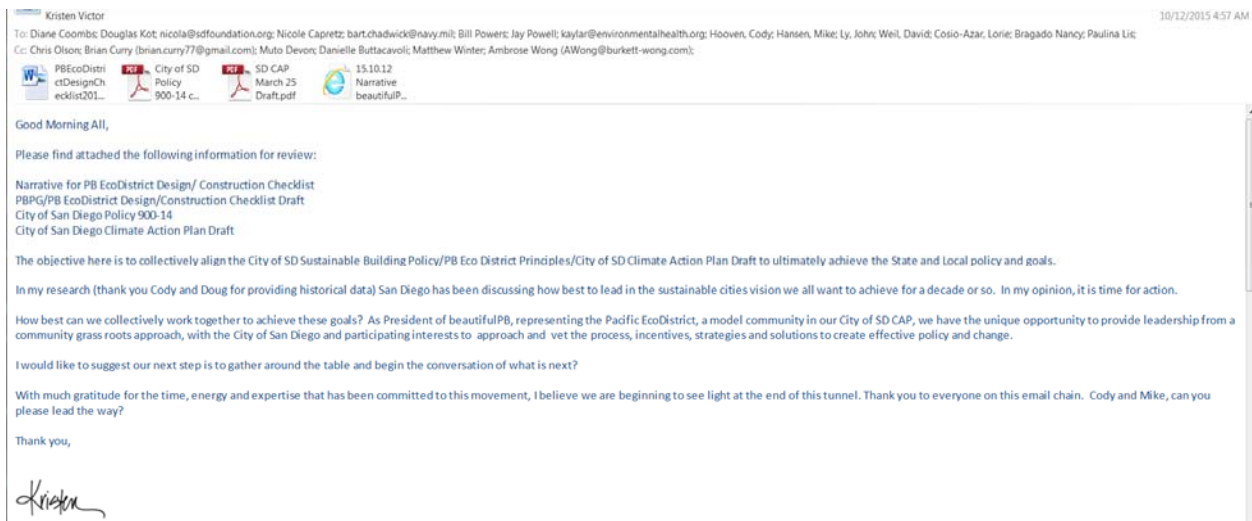 Kristen Victor
10/12/2015 4:57 AM
To: Diane Coombs; Douglas Kot; nicola@sdfoundation.org; Nicole Capretz; bart.chadwick@navy.mil; Bill Powers; Jay Powell; kaylar@environmentalhealth.org; Hooven, Cody; Hansen, Mike; Ly, John; Weil, David; Cosio-Azar, Lorie; Bragado Nancy; Paulina Lis;
Cc: Chris Olson; Brian Curry (brian.curry77@gmail.com); Muto Devon; Danielle Buttacavoli; Matthew Winter; Ambrose Wong (AWong@burkett-wong.com);
PBEcoDistri
ctDesignCh
ecklist201...
City of SD
Policy
900-14 c...
SD CAP
March 25
Draft.pdf
15.10.12
Narrative
beautifulP...
Good Morning All,
Please find attached the following information for review:
Narrative for PB EcoDistrict Design/ Construction Checklist
PBPG/PB EcoDistrict Design/Construction Checklist Draft
City of San Diego Policy 900-14
City of San Diego Climate Action Plan Draft
The objective here is to collectively align the City of SD Sustainable Building Policy/PB Eco District Principles/City of SD Climate Action Plan Draft to ultimately achieve the State and Local policy and goals.
In my research (thank you Cody and Doug for providing historical data) San Diego has been discussing how best to lead in the sustainable cities vision we all want to achieve for a decade or so. In my opinion, it is time for action.
How best can we collectively work together to achieve these goals? As President of beautifulPB, representing the Pacific EcoDistrict, a model community in our City of SD CAP, we have the unique opportunity to provide leadership from a
community grass roots approach, with the City of San Diego and participating interests to approach and vet the process, incentives, strategies and solutions to create effective policy and change.
I would like to suggest our next step is to gather around the table and begin the conversation of what is next?
With much gratitude for the time, energy and expertise that has been committed to this movement, I believe we are beginning to see light at the end of this tunnel. Thank you to everyone on this email chain. Cody and Mike, can you
please lead the way?
Thank you,
Kristen